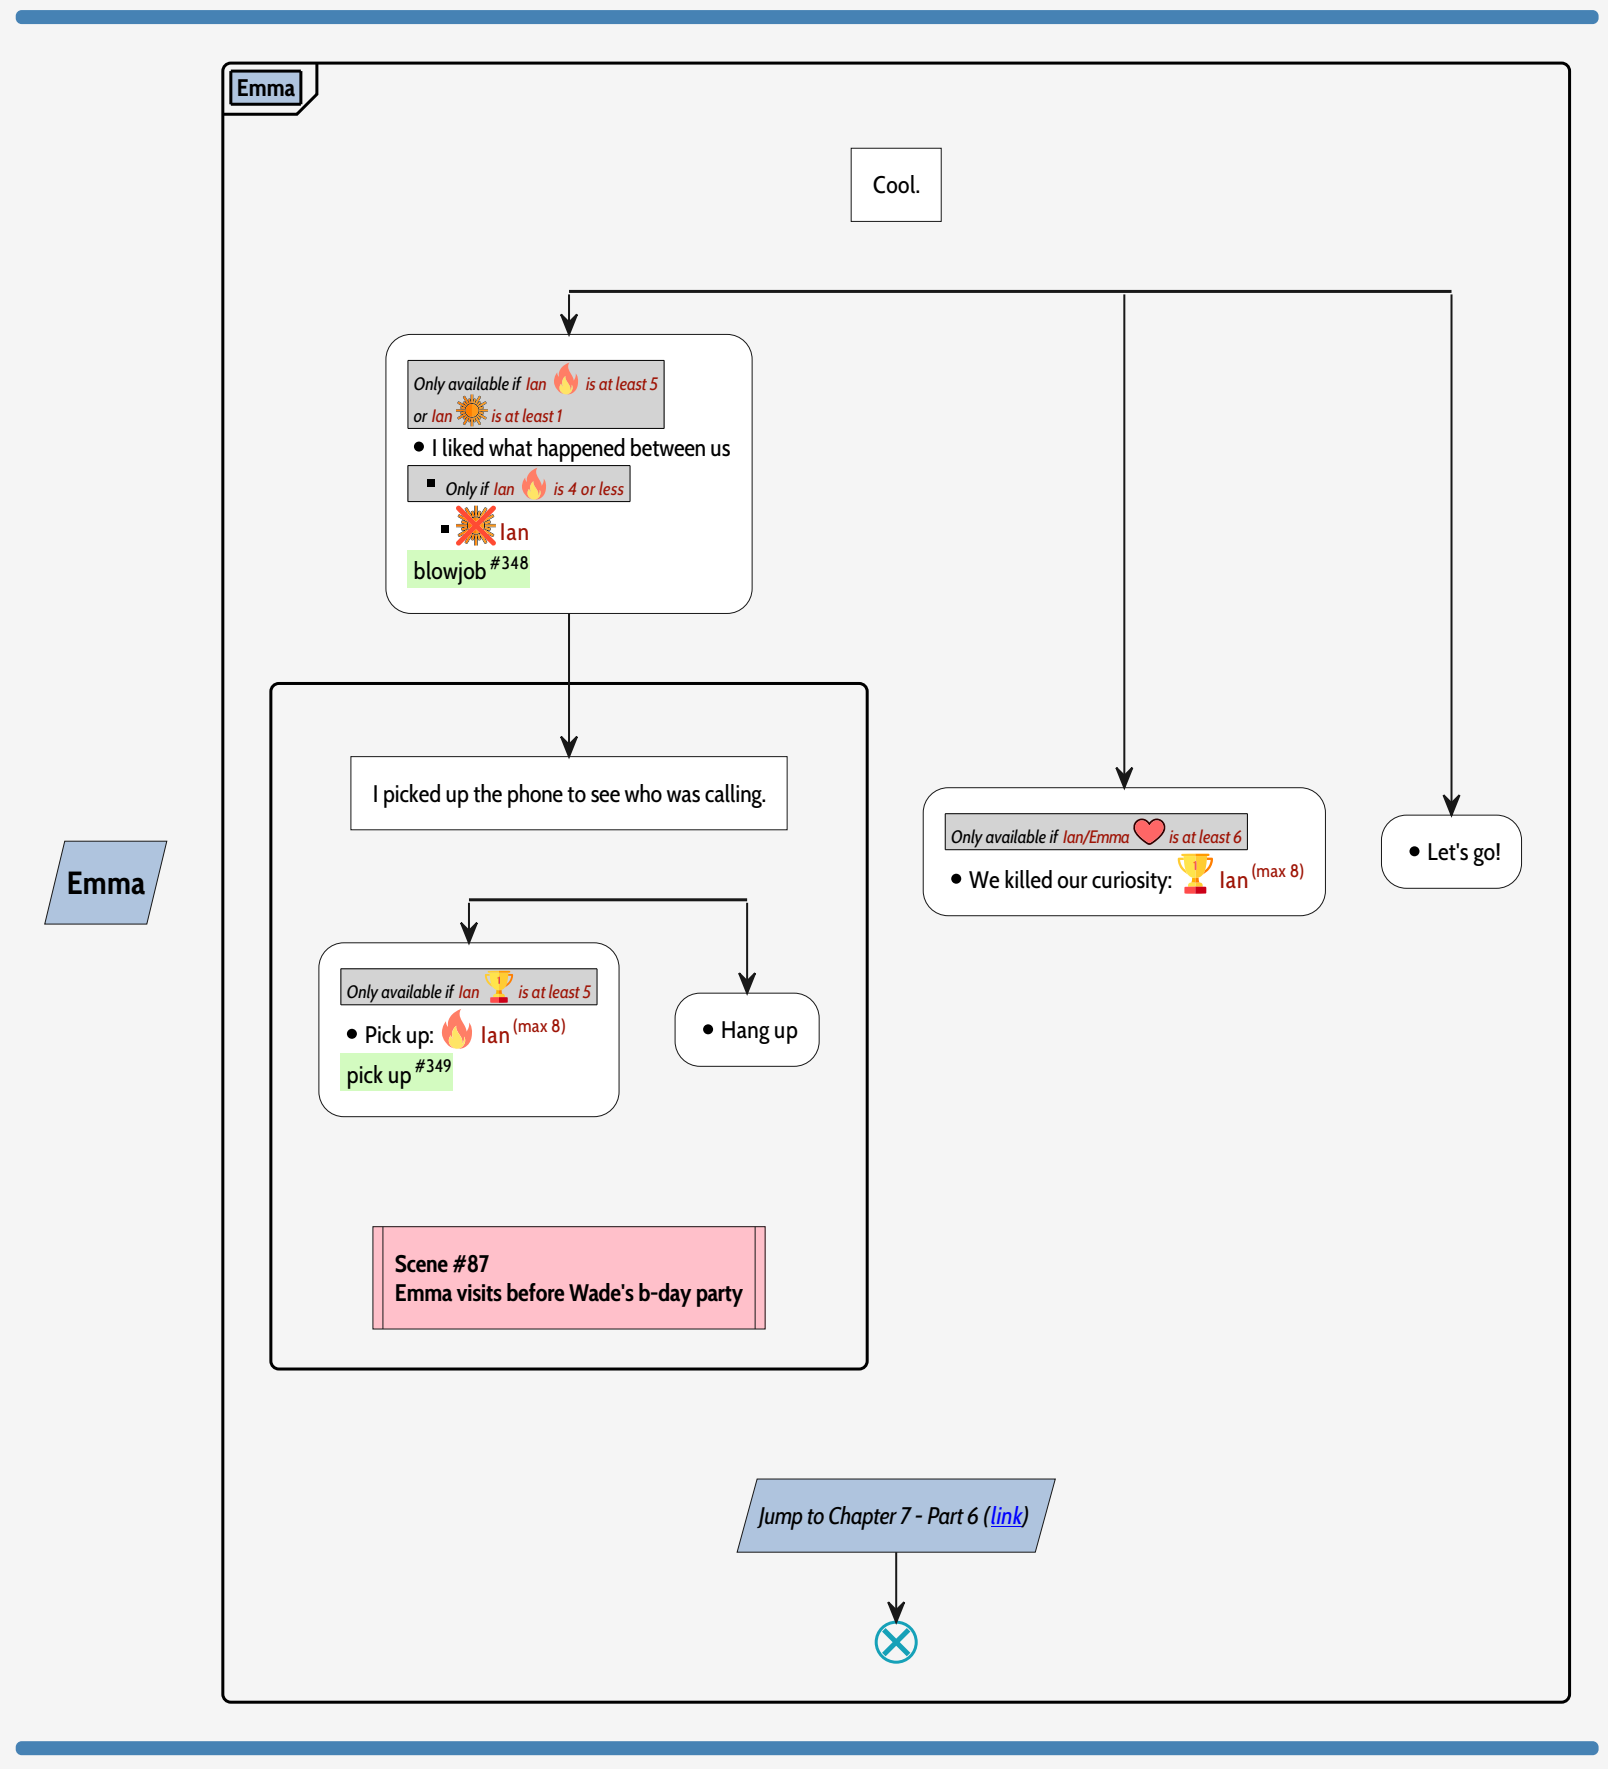 Emma
Cool.
Only available if Ian is at least 5
or Ian is at least 1
I liked what happened between us
Only if Ian is 4 or less
Ian
blowjob #348
I picked up the phone to see who was calling.
Only available if Ian/Emma is at least 6
We killed our curiosity: Ian (max 8)
Let's go!
Emma
Only available if Ian is at least 5
Pick up: Ian (max 8)
pick up #349
Hang up
Scene #87
Emma visits before Wade's b-day party
Jump to Chapter 7 - Part 6 (link)